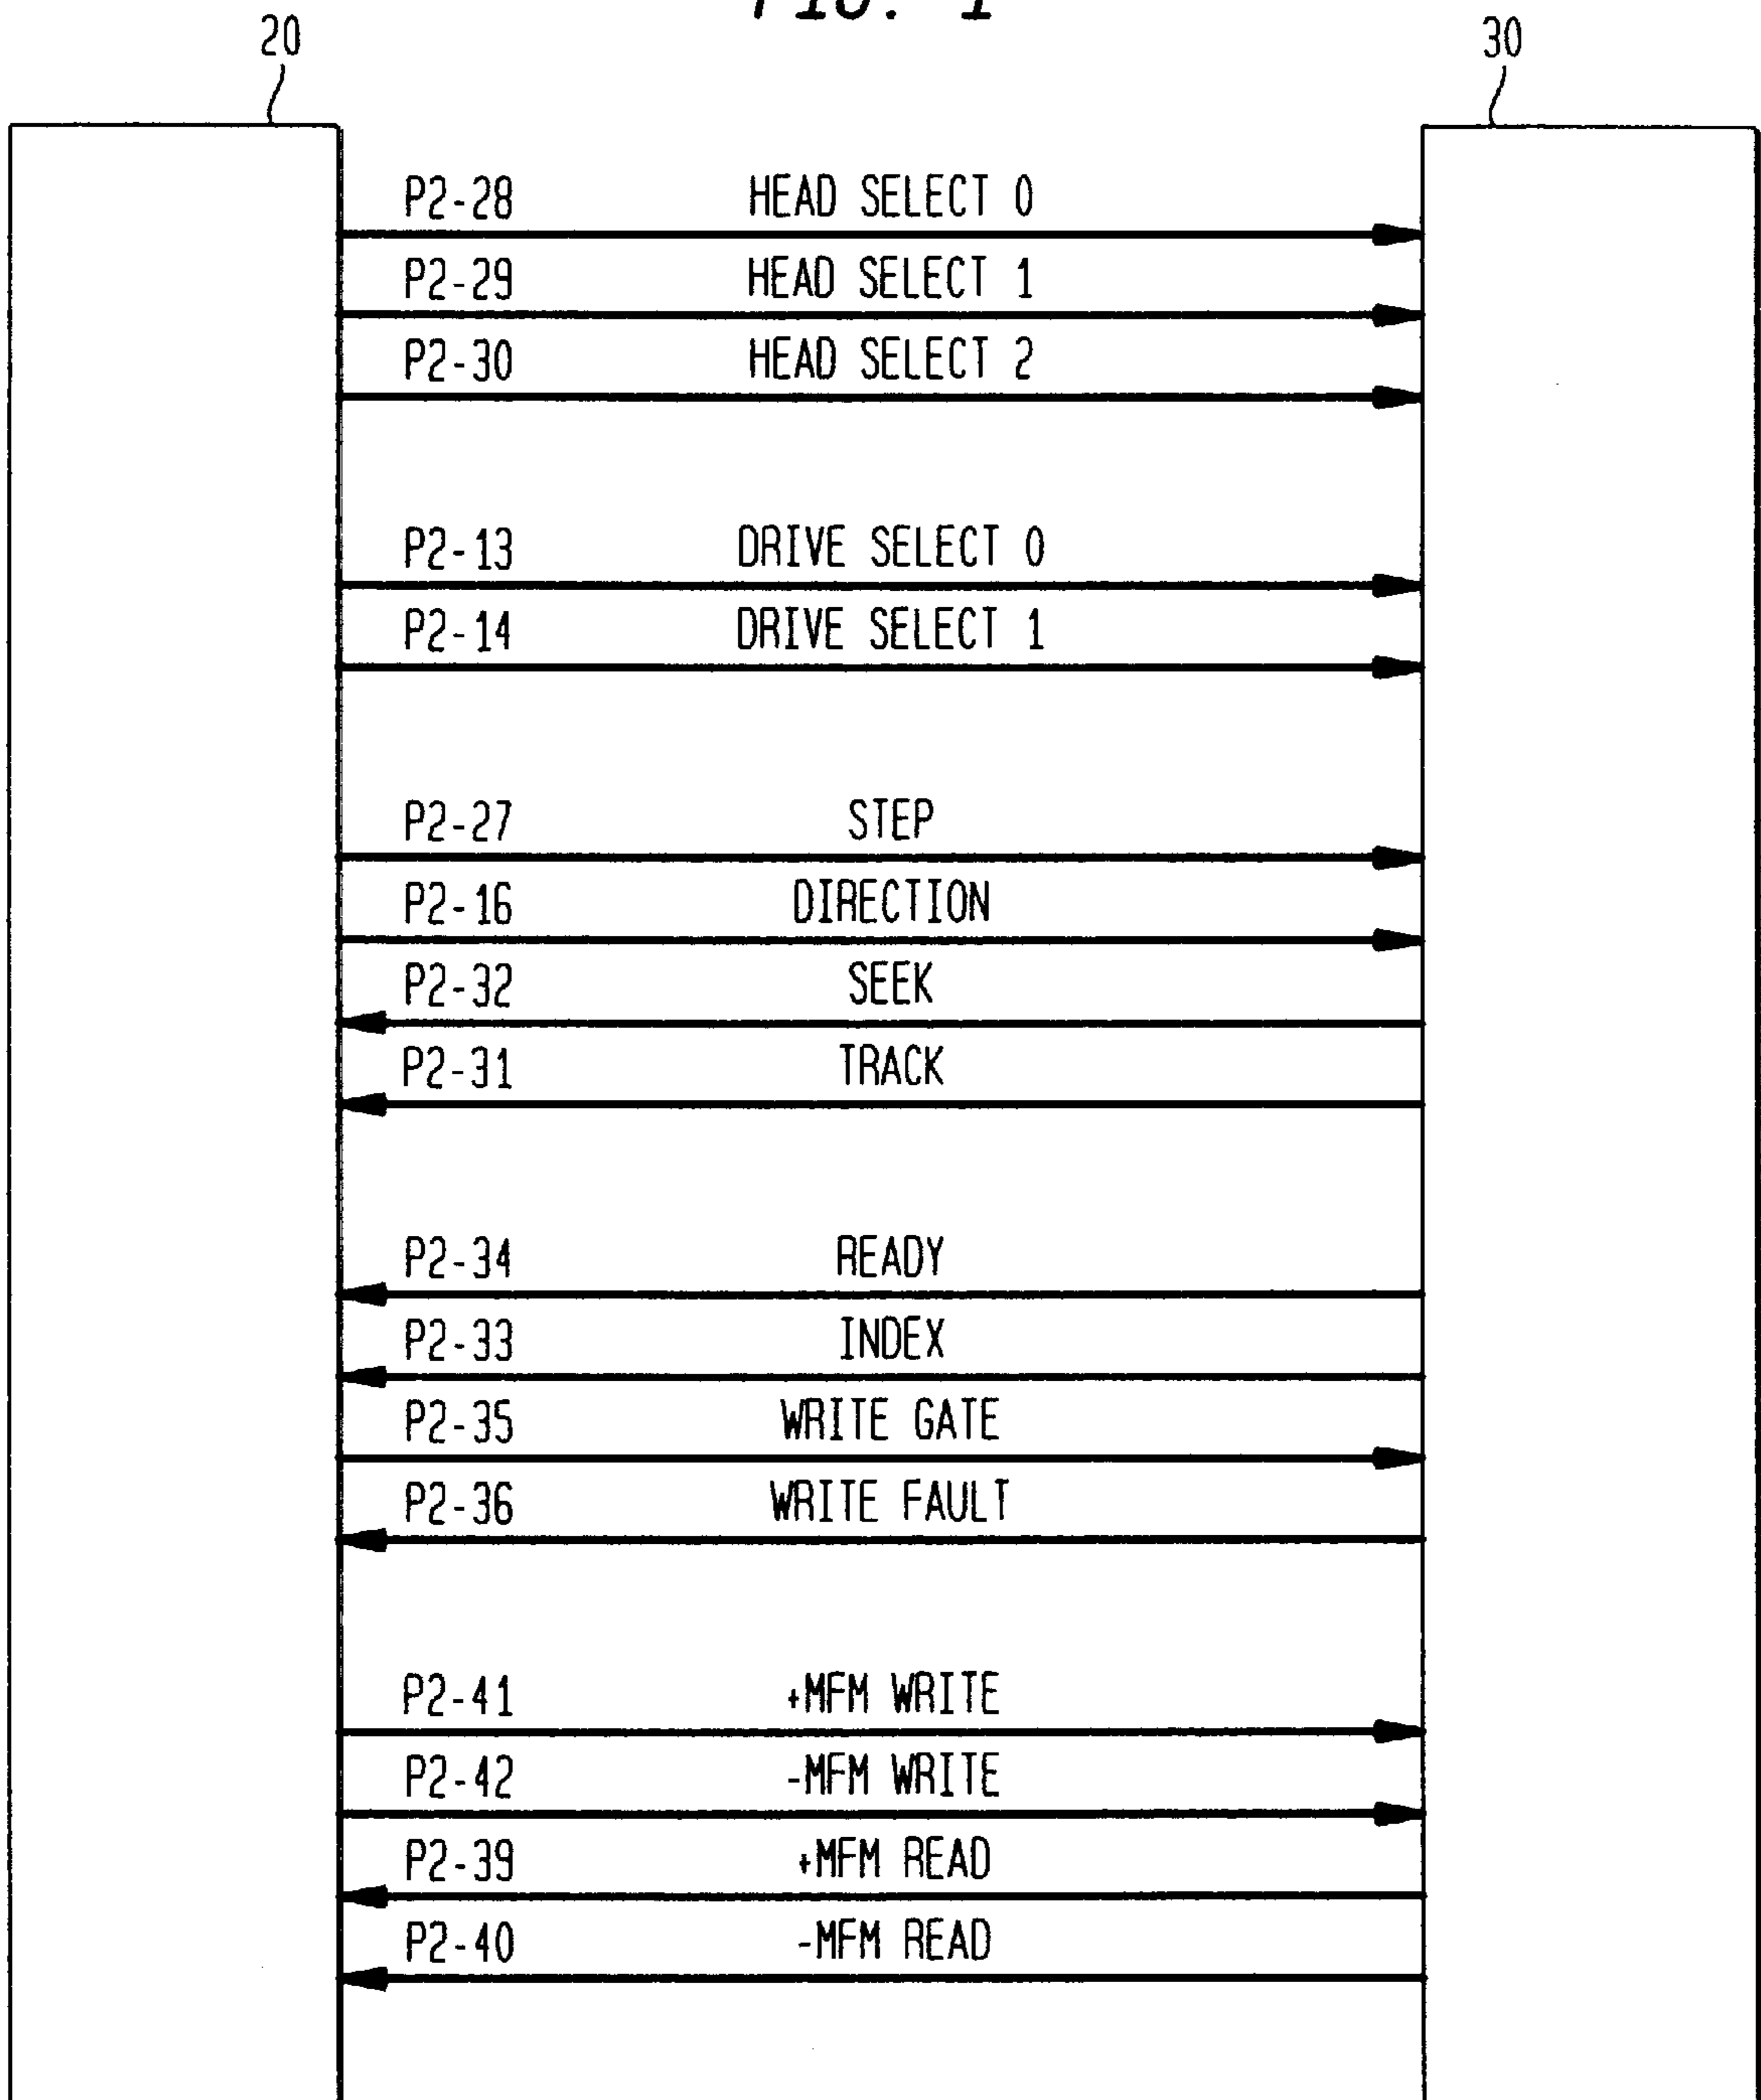 FIG. 1
20 30
P2-28 HEAD SELECT 0
P2-29 HEAD SELECT 1
P2-30 HEAD SELECT 2
P2-13 DRIVE SELECT 0
P2-14 DRIVE SELECT 1
P2-27 STEP
P2-16 DIRECTION
P2-32 SEEK
P2-31 TRACK
P2-34 READY
P2-33 INDEX
P2-35 WRITE GATE
P2-36 WRITE FAULT
P2-41 +MFM WRITE
P2-42 -MFM WRITE
P2-39 +MFM READ
P2-40 -MFM READ